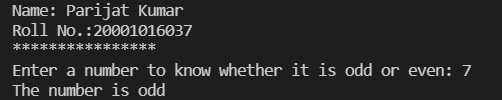 Name: Parijat Kumar
Roll No.:20001016037
****************
Enter a number to know whether it is odd or even: 7
The number is odd